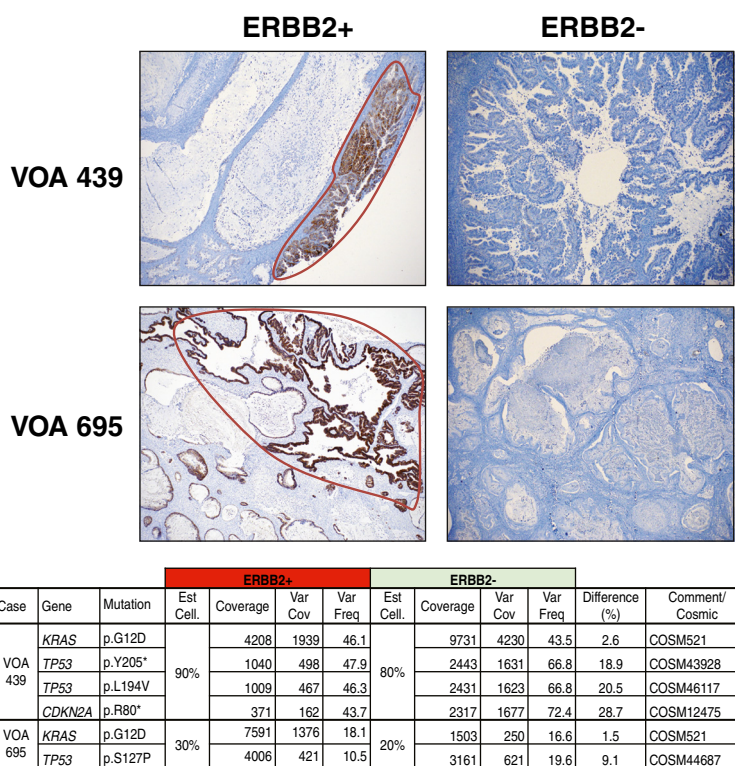 ERBB2+ ERBB2-
VOA 439
VOA 695
ERBB2+ ERBB2-
Case Gene Mutation Est Cell. Coverage Var Cov Var Freq Est Cell. Coverage Var Cov Var Freq Difference (%) Comment/ Cosmic
VOA 439 KRAS p.G12D 90% 4208 1939 46.1 80% 9731 4230 43.5 2.6 COSM521
TP53 p.Y205* 1040 498 47.9 2443 1631 66.8 18.9 COSM43928
TP53 p.L194V 1009 467 46.3 2431 1623 66.8 20.5 COSM46117
CDKN2A p.R80* 371 162 43.7 2317 1677 72.4 28.7 COSM12475
VOA 695 KRAS p.G12D 30% 7591 1376 18.1 20% 1503 250 16.6 1.5 COSM521
TP53 p.S127P 4006 421 10.5 3161 621 19.6 9.1 COSM44687